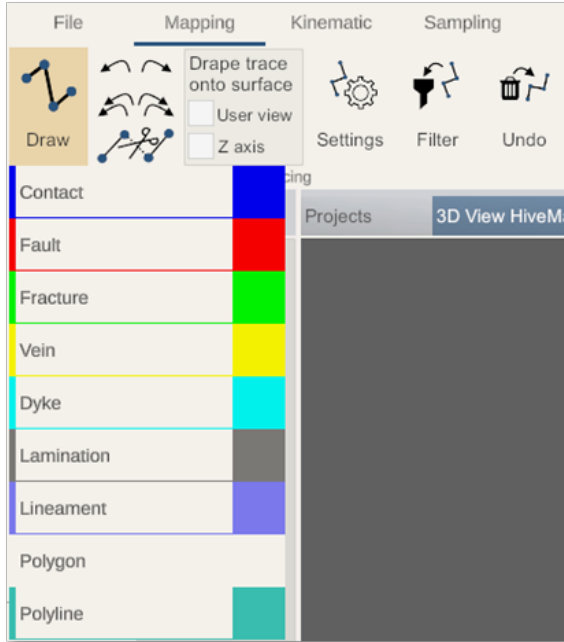 File Mapping Kinematic Sampling
Drape trace
onto surface
User view
Z axis
Draw Settings Filter Undo
Projects 3D View
Contact
Fault
Fracture
Vein
Dyke
Lamination
Lineament
Polygon
Polyline